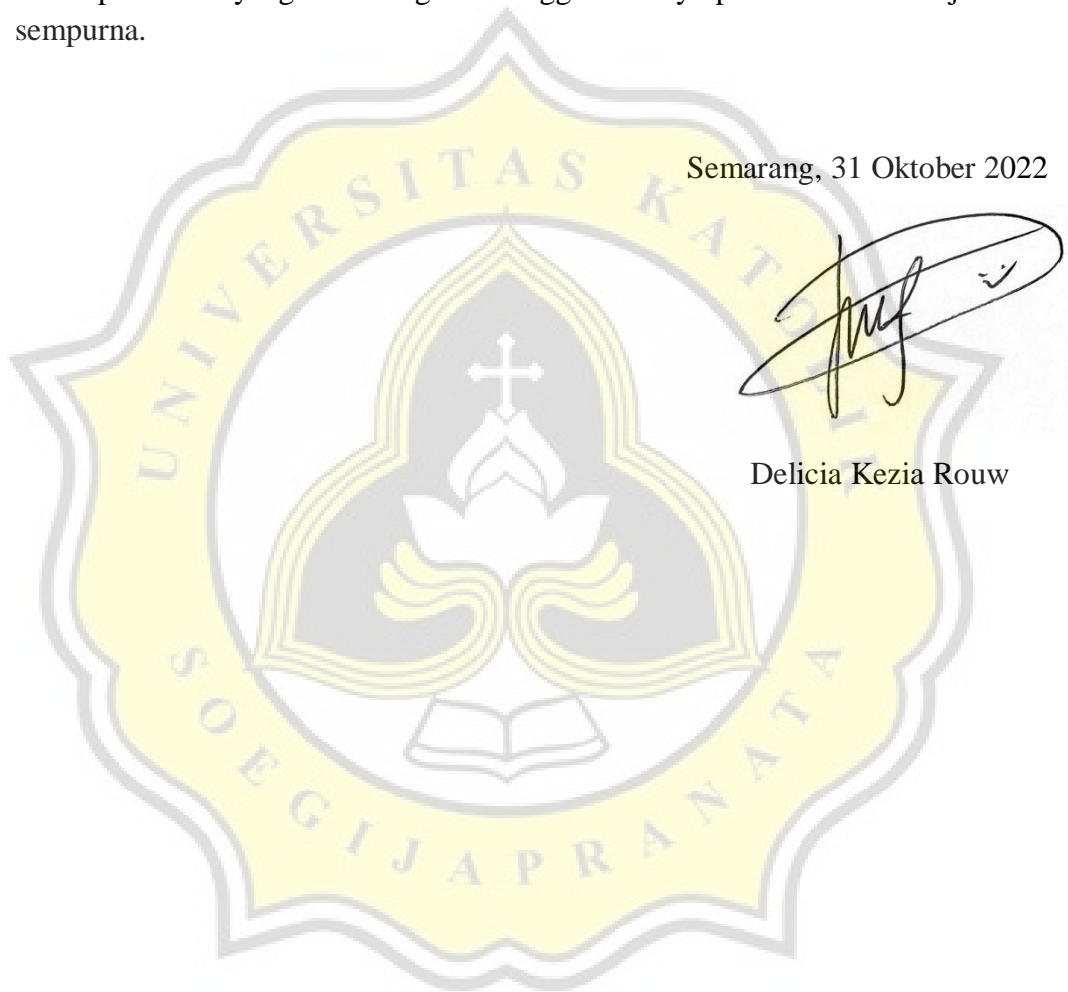 sempurna.
Semarang, 31 Oktober 2022
Delicia Kezia Rouw
UNIVERSITAS KATOLIK
SOEGIJAPRANATA